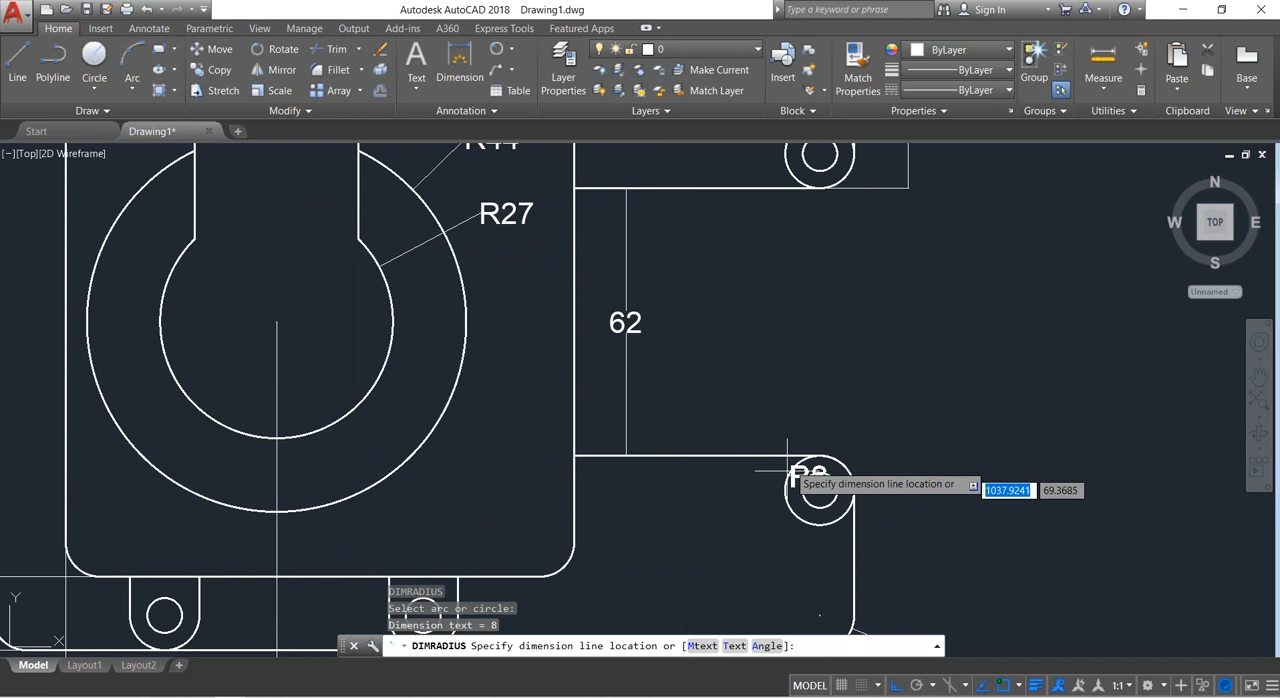 Autodesk AutoCAD 2018 Drawing1.dwg
Type a keyword or phrase
Sign In
Home Insert Annotate Parametric View Manage Output Add-ins A360 Express Tools Featured Apps
Line
Polyline
Circle
Arc
Move
Copy
Stretch
Rotate
Mirror
Scale
Trim
Fillet
Array
Text
Dimension
Table
Layer
Properties
0
Make Current
Match Layer
Insert
Match
Properties
ByLayer
ByLayer
ByLayer
Group
Measure
Paste
Base
Draw
Modify
Annotation
Layers
Block
Properties
Groups
Utilities
Clipboard
View
Start
Drawing1*
[−][Top][2D Wireframe]
N
W
TOP
E
S
Unnamed
R44
R27
62
R8
Specify dimension line location or
1037.9241
69.3685
DIMRADIUS
Select arc or circle:
Dimension text = 8
DIMRADIUS Specify dimension line location or [Mtext Text Angle]:
Y
X
Model
Layout1
Layout2
MODEL
1:1